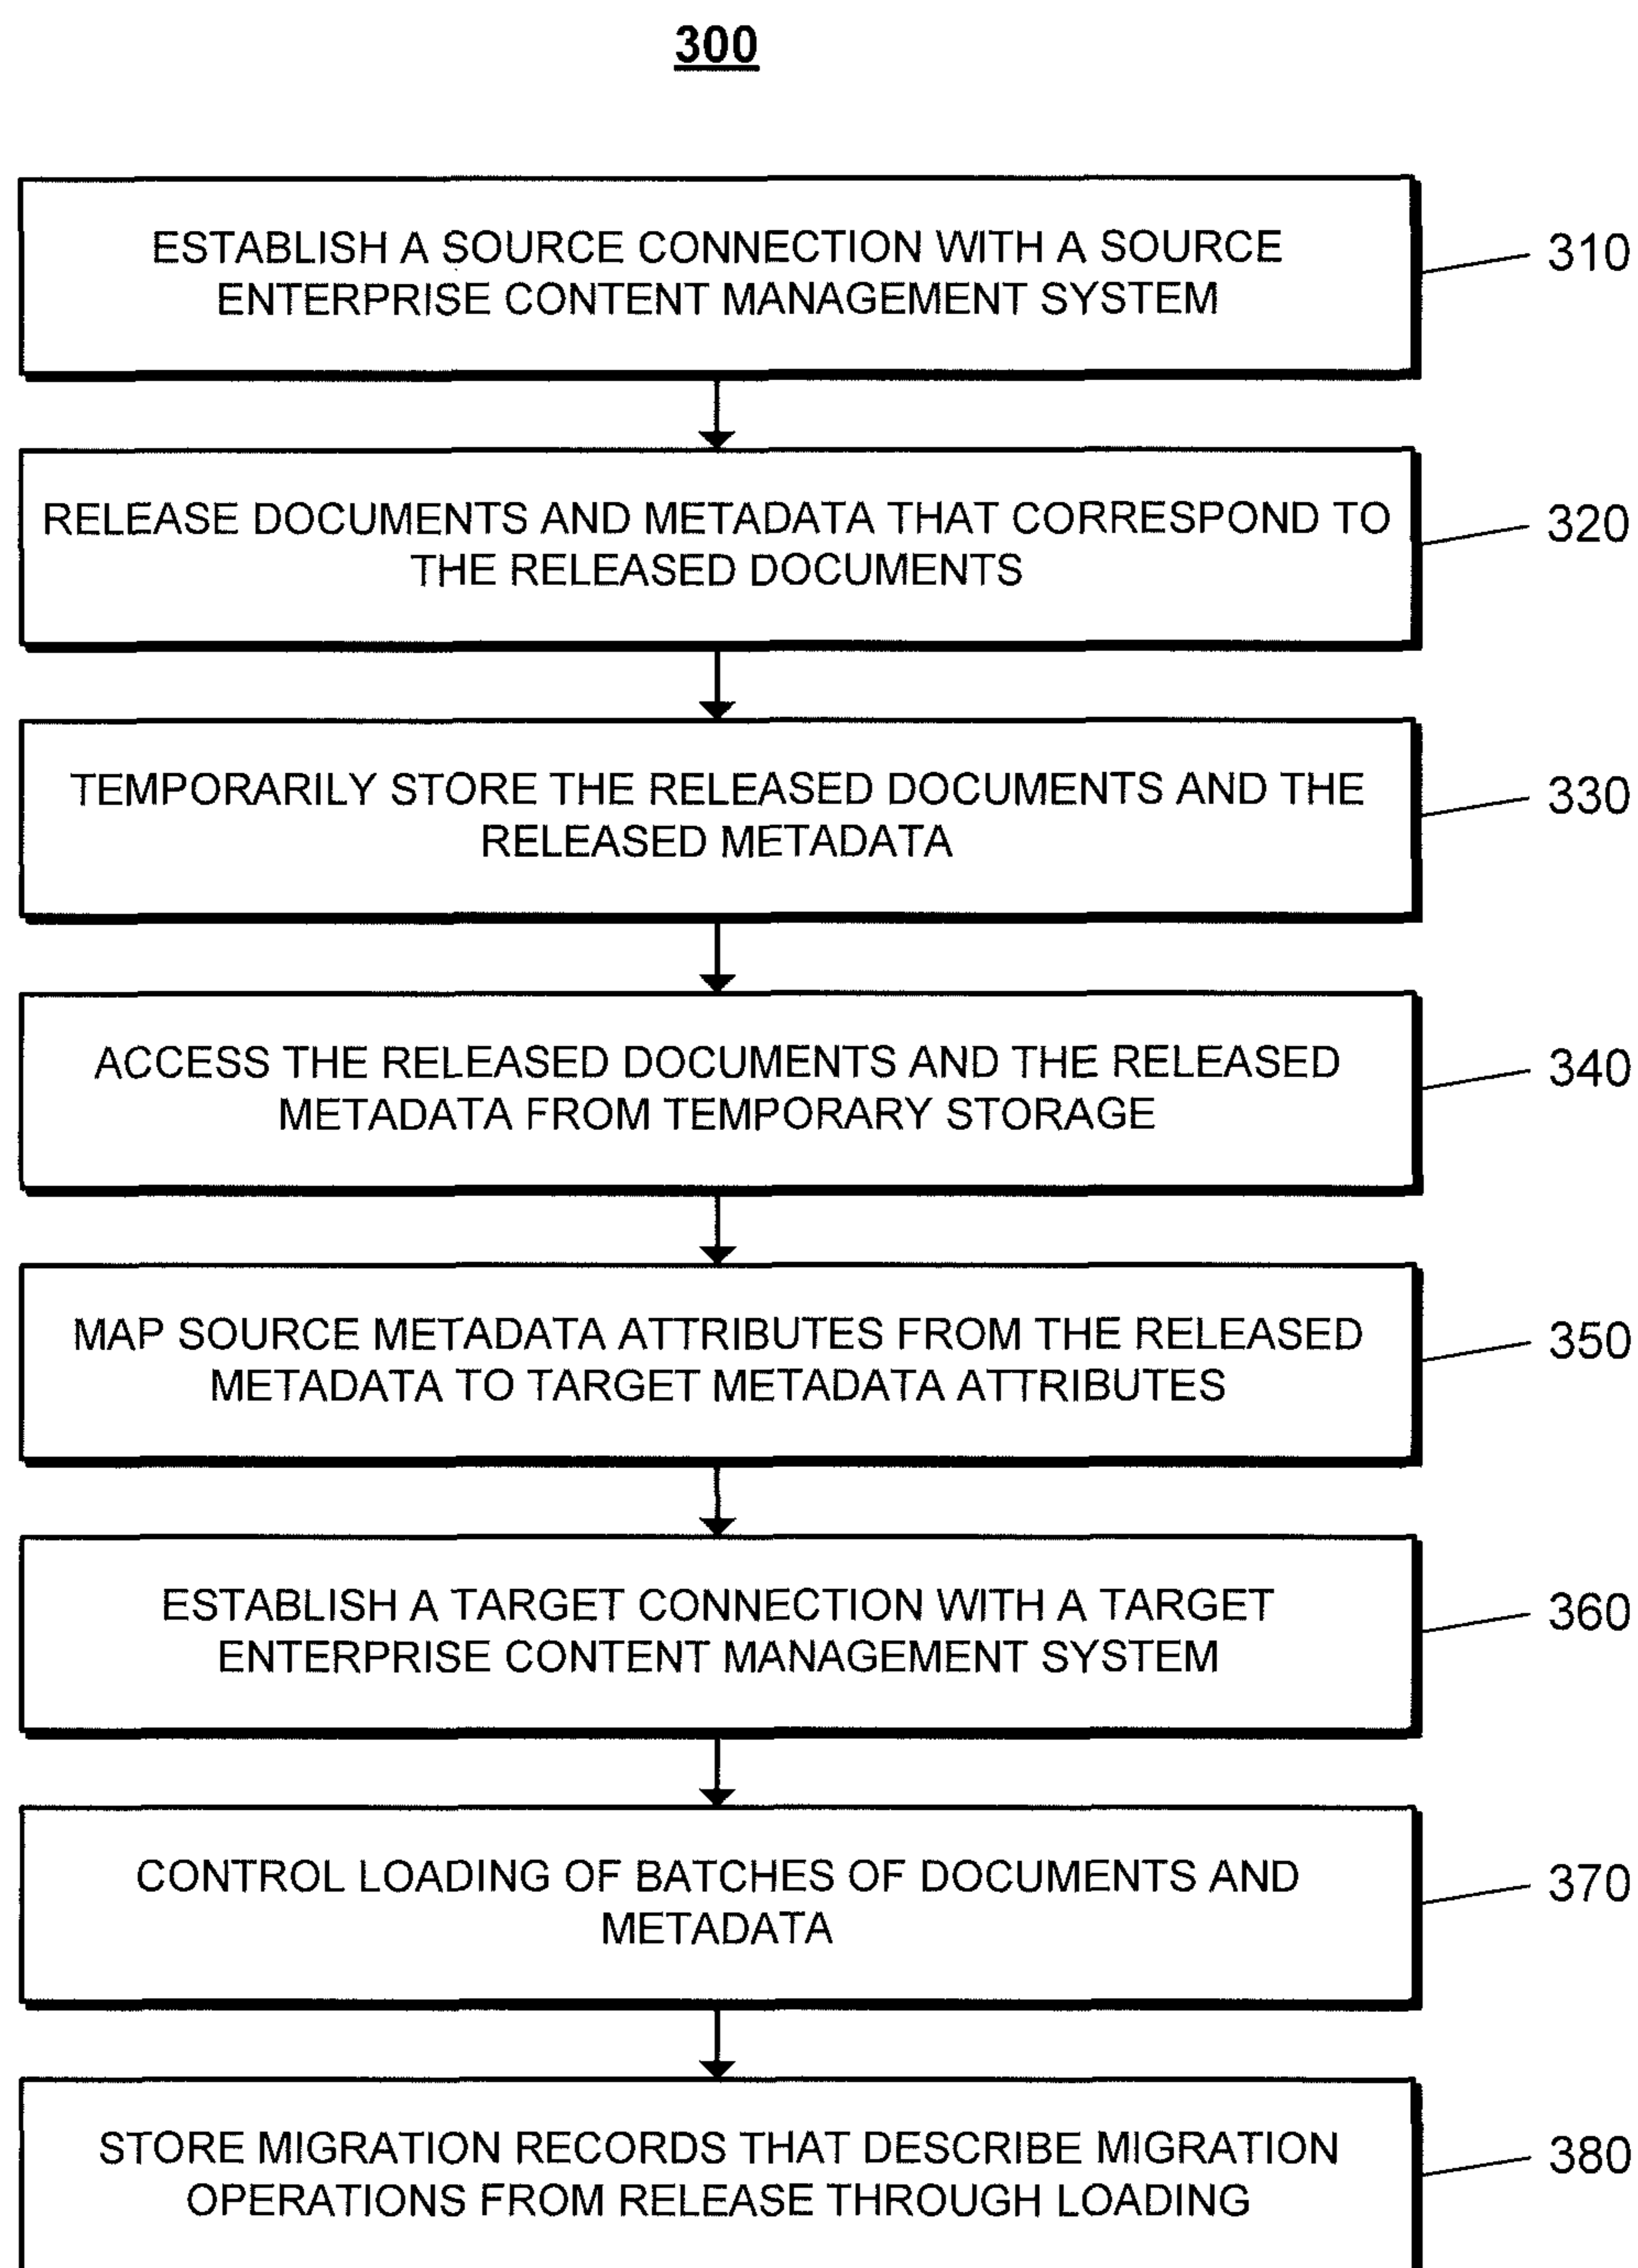 300
ESTABLISH A SOURCE CONNECTION WITH A SOURCE
ENTERPRISE CONTENT MANAGEMENT SYSTEM
310
RELEASE DOCUMENTS AND METADATA THAT CORRESPOND TO
THE RELEASED DOCUMENTS
320
TEMPORARILY STORE THE RELEASED DOCUMENTS AND THE
RELEASED METADATA
330
ACCESS THE RELEASED DOCUMENTS AND THE RELEASED
METADATA FROM TEMPORARY STORAGE
340
MAP SOURCE METADATA ATTRIBUTES FROM THE RELEASED
METADATA TO TARGET METADATA ATTRIBUTES
350
ESTABLISH A TARGET CONNECTION WITH A TARGET
ENTERPRISE CONTENT MANAGEMENT SYSTEM
360
CONTROL LOADING OF BATCHES OF DOCUMENTS AND
METADATA
370
STORE MIGRATION RECORDS THAT DESCRIBE MIGRATION
OPERATIONS FROM RELEASE THROUGH LOADING
380